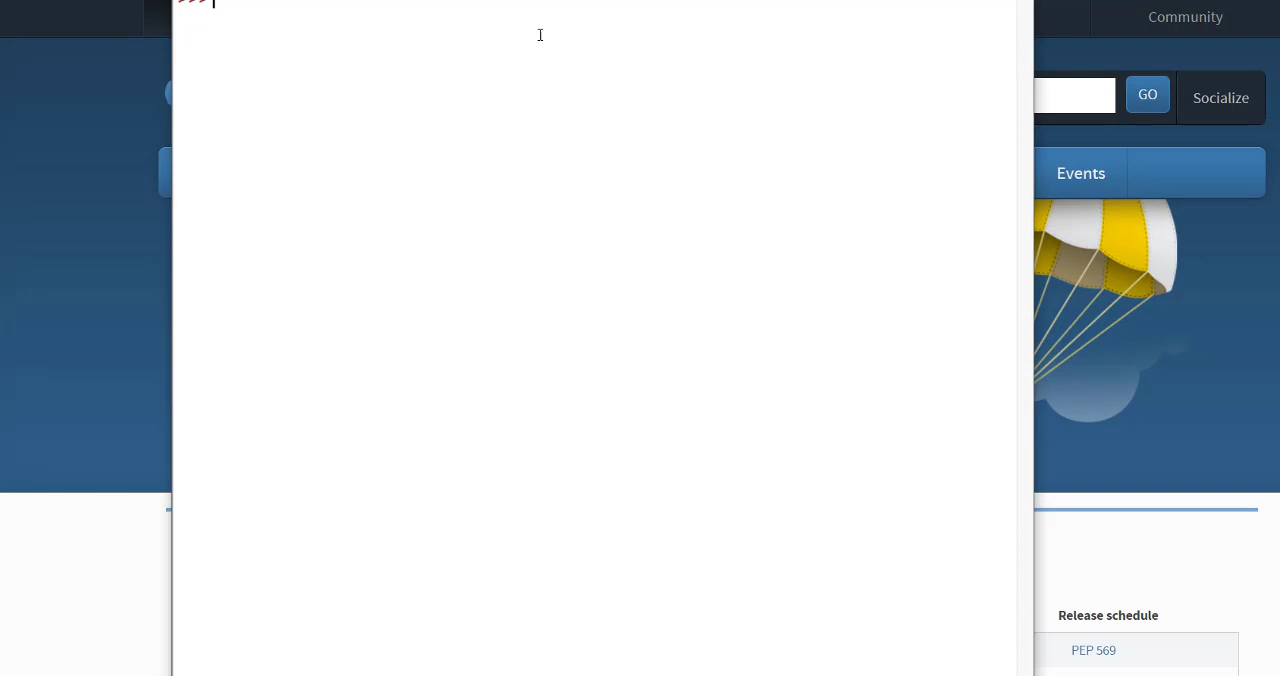 >>>
Community
GO
Socialize
Events
Release schedule
PEP 569